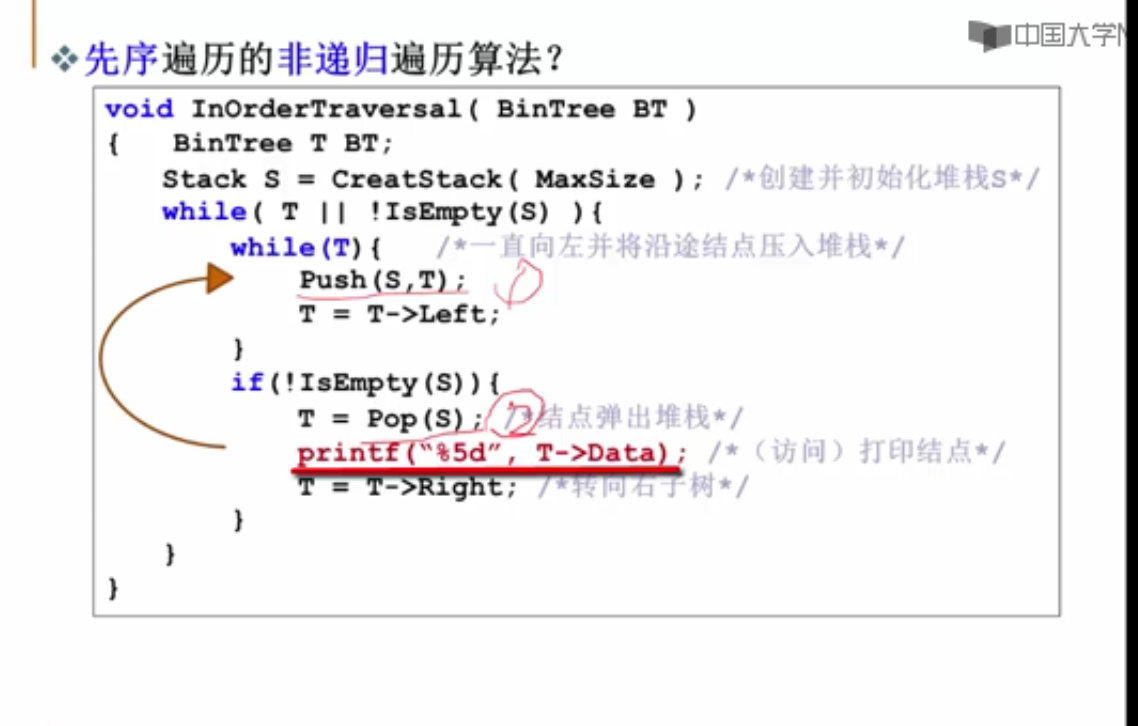 中国大学M
先序遍历的非递归遍历算法?
void InOrderTraversal( BinTree BT )
{ BinTree T BT;
Stack S = CreatStack( MaxSize ); /*创建并初始化堆栈S*/
while( T || !IsEmpty(S) ){
while(T){ /*一直向左并将沿途结点压入堆栈*/
Push(S,T);
T = T->Left;
}
if(!IsEmpty(S)){
T = Pop(S); /*结点弹出堆栈*/
printf(“%5d”, T->Data); /*（访问）打印结点*/
T = T->Right; /*转向右子树*/
}
}
}